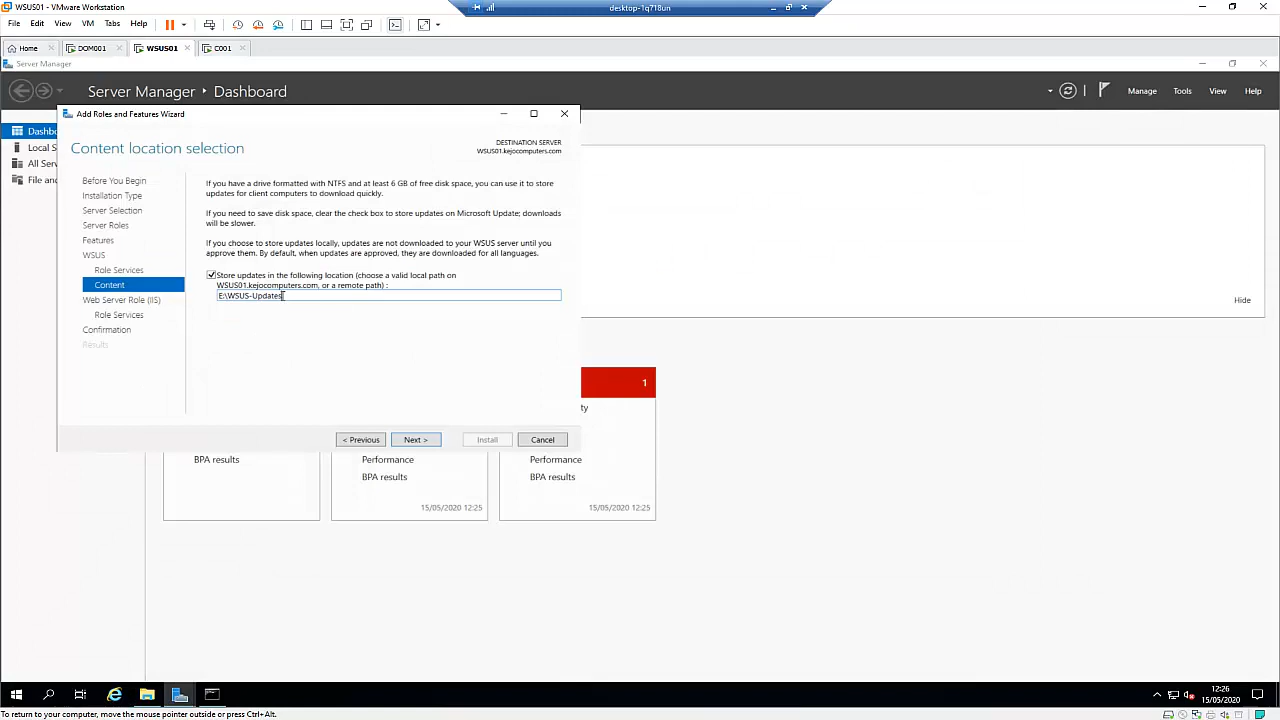 WSUS01 - VMware Workstation
desktop-1q718un
File Edit View VM Tabs Help
Home DOM001 WSUS01 C001
Server Manager
Server Manager • Dashboard
Manage Tools View Help
Add Roles and Features Wizard
Content location selection
DESTINATION SERVER
WSUS01.kejocomputers.com
Dashbo
Local S
All Serv
File and
Before You Begin
Installation Type
Server Selection
Server Roles
Features
WSUS
Role Services
Content
Web Server Role (IIS)
Role Services
Confirmation
Results
If you have a drive formatted with NTFS and at least 6 GB of free disk space, you can use it to store
updates for client computers to download quickly.
If you need to save disk space, clear the check box to store updates on Microsoft Update; downloads
will be slower.
If you choose to store updates locally, updates are not downloaded to your WSUS server until you
approve them. By default, when updates are approved, they are downloaded for all languages.
Store updates in the following location (choose a valid local path on
WSUS01.kejocomputers.com, or a remote path) :
E:\WSUS-Updates
Hide
1
ty
< Previous Next > Install Cancel
BPA results
Performance
BPA results
15/05/2020 12:25
Performance
BPA results
15/05/2020 12:25
12:26
15/05/2020
To return to your computer, move the mouse pointer outside or press Ctrl+Alt.